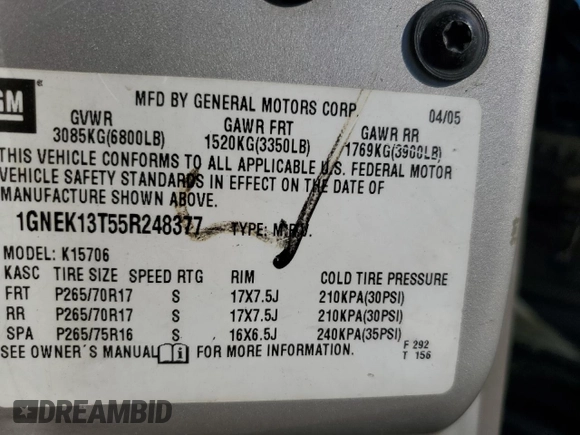 GM
MFD BY GENERAL MOTORS CORP
04/05
GVWR GAWR FRT GAWR RR
3085KG(6800LB) 1520KG(3350LB) 1769KG(3900LB)
THIS VEHICLE CONFORMS TO ALL APPLICABLE U.S. FEDERAL MOTOR
VEHICLE SAFETY STANDARDS IN EFFECT ON THE DATE OF
MANUFACTURE SHOWN ABOVE.
1GNEK13T55R248377 TYPE: M.P.V.
MODEL: K15706
KASC TIRE SIZE SPEED RTG RIM COLD TIRE PRESSURE
FRT P265/70R17 S 17X7.5J 210KPA(30PSI)
RR P265/70R17 S 17X7.5J 210KPA(30PSI)
SPA P265/75R16 S 16X6.5J 240KPA(35PSI)
SEE OWNER'S MANUAL i FOR MORE INFORMATION.
F 292
T 156
DREAMBID